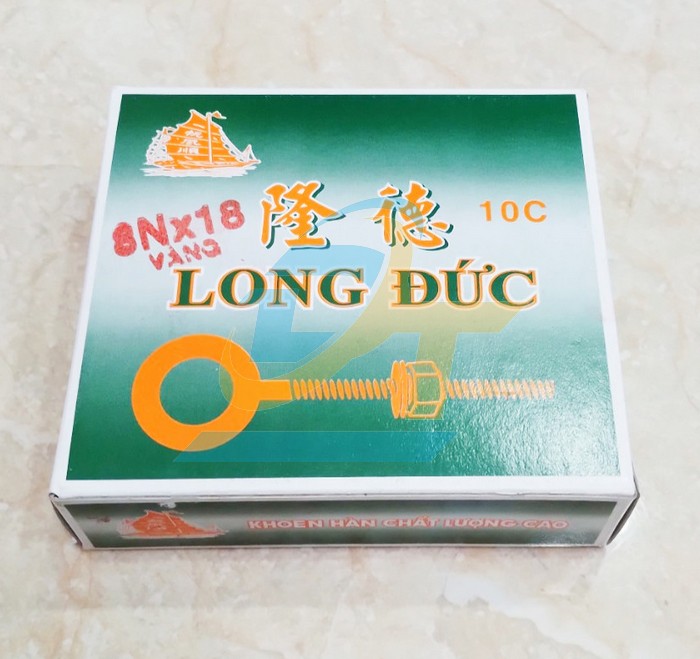 8Nx18
VÀNG
隆德
10C
LONG ĐỨC
KHOEN HÀN CHẤT LƯỢNG CAO